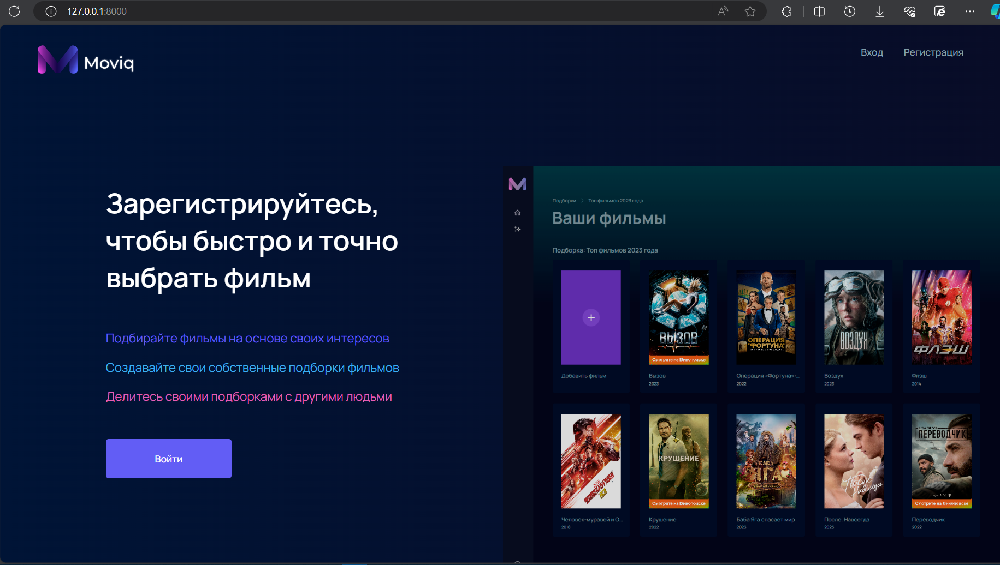 127.0.0.1:8000
Moviq
Вход
Регистрация
Зарегистрируйтесь,
чтобы быстро и точно
выбрать фильм
Подбирайте фильмы на основе своих интересов
Создавайте свои собственные подборки фильмов
Делитесь своими подборками с другими людьми
Войти
Подборки > Топ фильмов 2023 года
Ваши фильмы
Подборка: Топ фильмов 2023 года
ВЫЗОВ
Смотрите на Кинопоиске
ОПЕРАЦИЯ
"ФОРТУНА"
ВОЗДУХ
ФЛЭШ
Добавить фильм
Вызов
2023
Операция «Фортуна»:...
2022
Воздух
2023
Флэш
2014
ЧЕЛОВЕК-МУРАВЕЙ
ОСА
КРУШЕНИЕ
Смотрите на Кинопоиске
БАБА
ЯГА
После
Навсегда
ПЕРЕВОДЧИК
Смотрите на Кинопоиске
Человек-муравей и О...
2018
Крушение
2022
Баба Яга спасает мир
2023
После. Навсегда
2023
Переводчик
2022